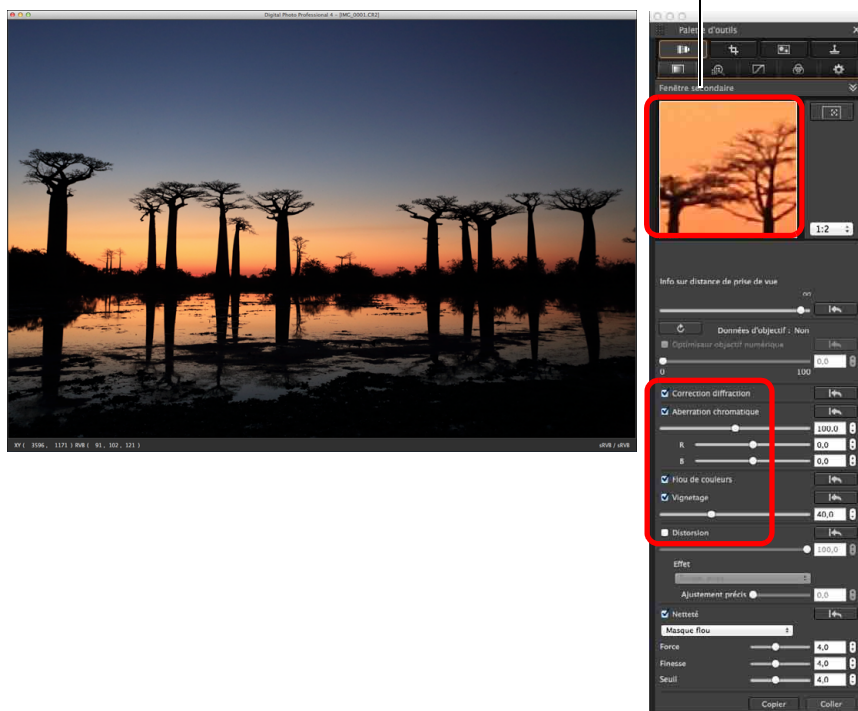 Digital Photo Professional 4 – [IMG_0001.CR2]
XY ( 3596, 1171 ) RVB ( 91, 102, 121 )
sRVB / sRVB
Palette d'outils
Fenêtre secondaire
1:2
Info sur distance de prise de vue
∞
Données d'objectif : Non
Optimiseur objectif numérique
0,0
0 100
Correction diffraction
Aberration chromatique
100,0
R 0,0
B 0,0
Flou de couleurs
Vignetage
40,0
Distorsion
100,0
Effet
Ajustement précis 0,0
Netteté
Masque flou
Force 4,0
Finesse 4,0
Seuil 4,0
Copier Coller